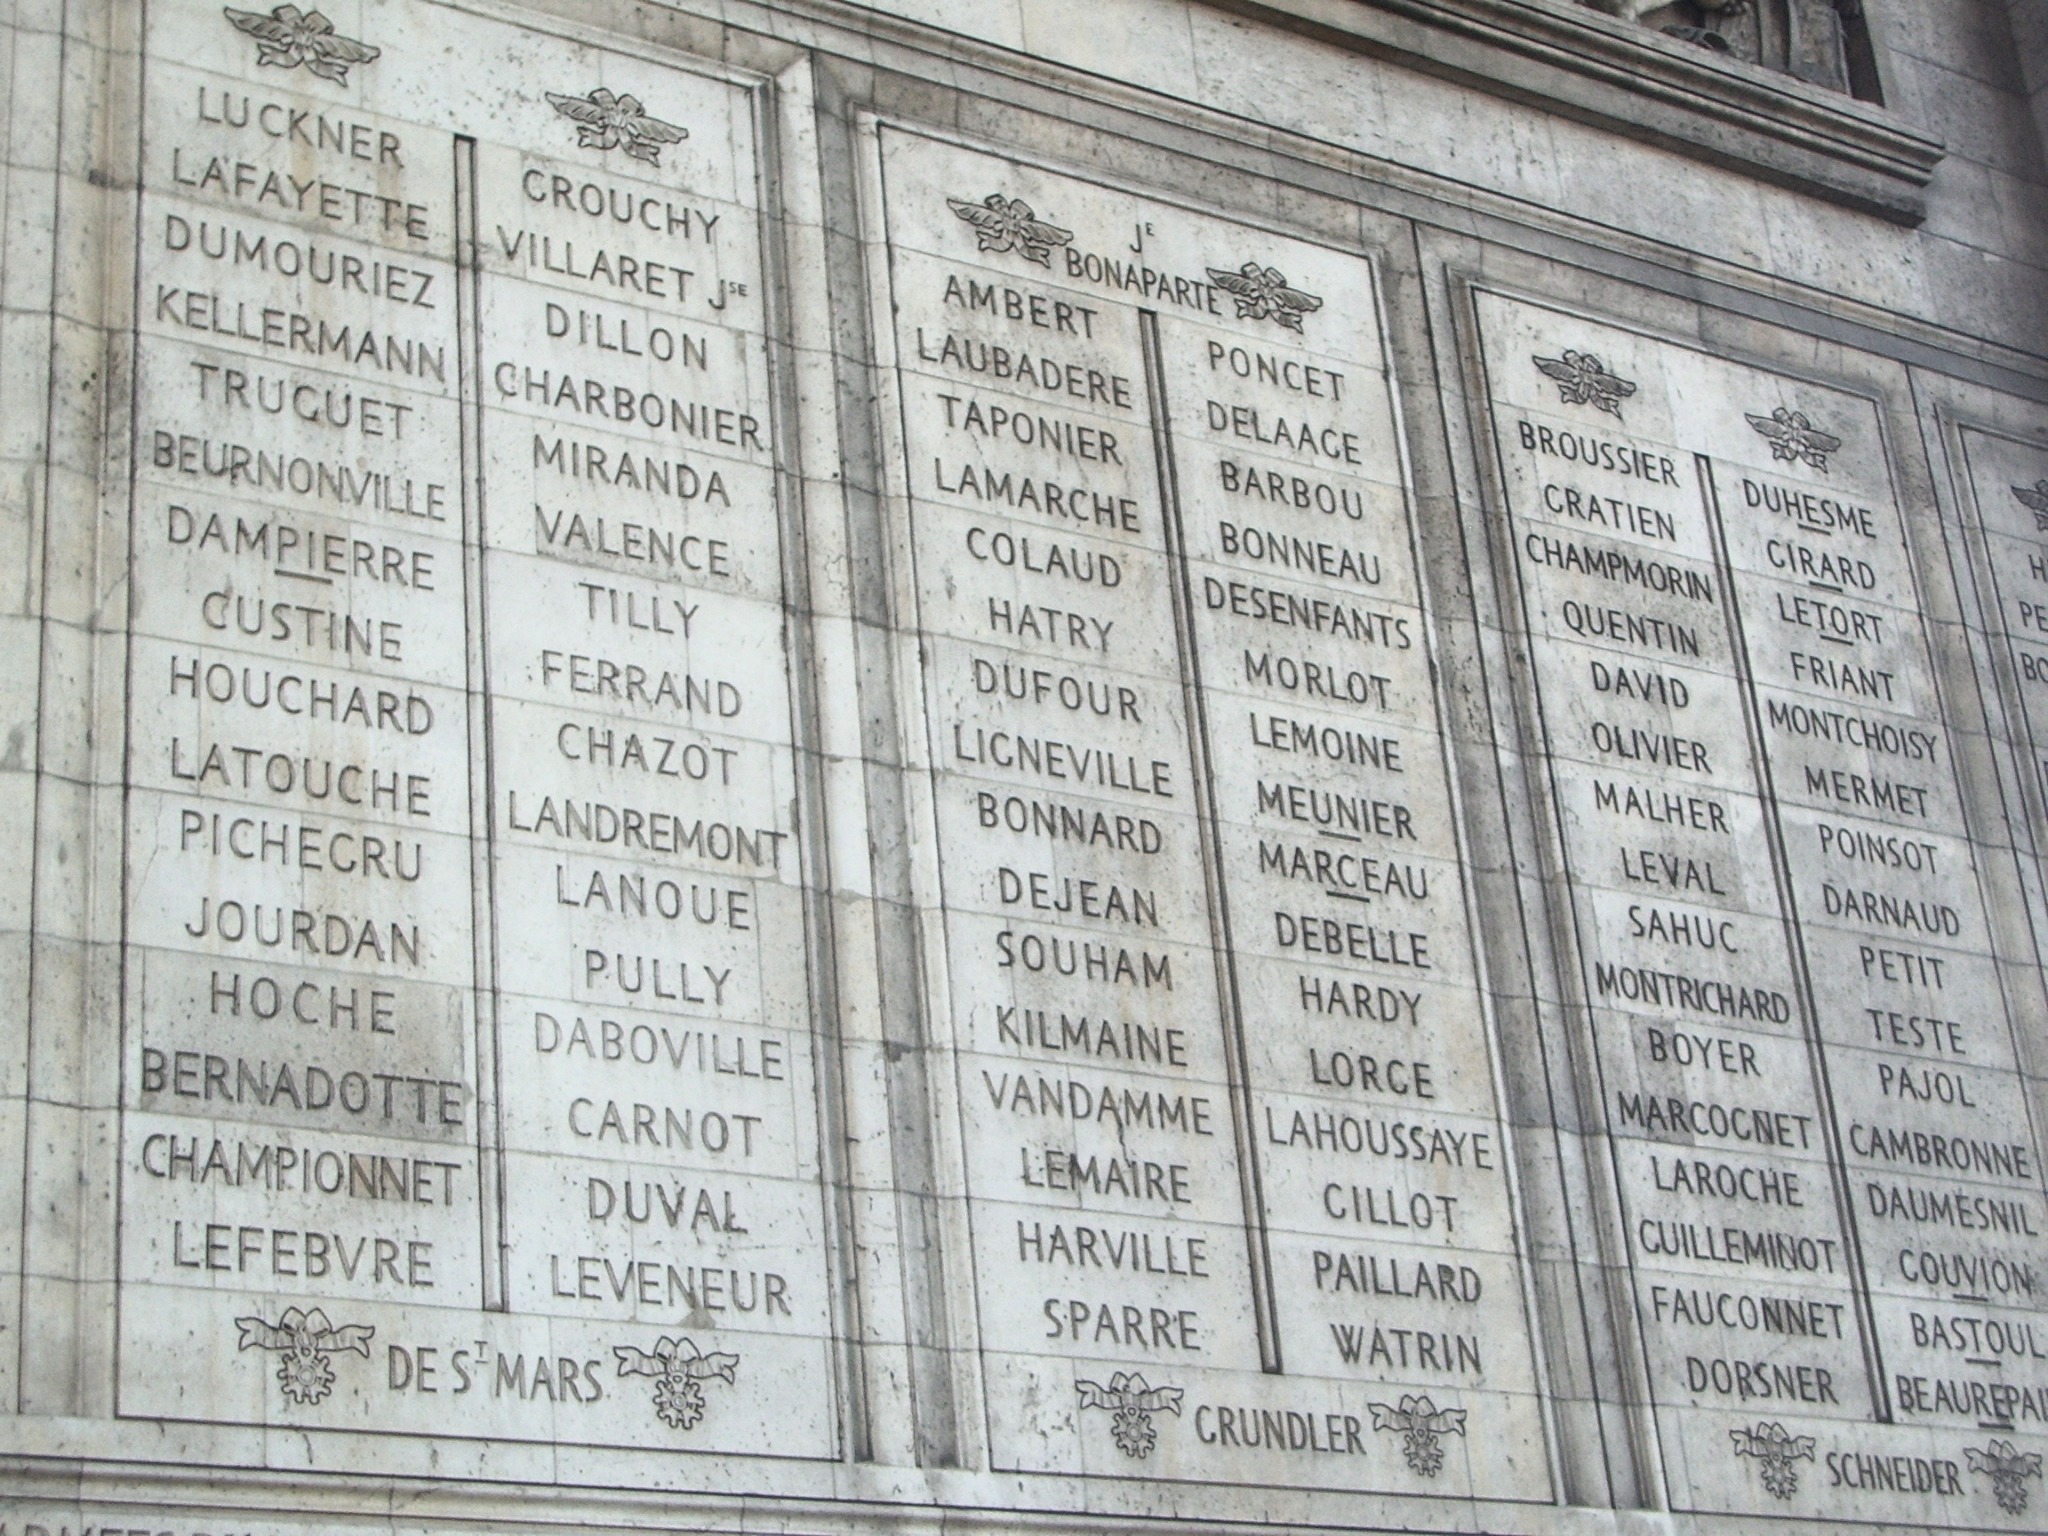 LUCKNER
LAFAYETTE
DUMOURIEZ
KELLERMANN
TRUGUET
BEURNONVILLE
DAMPIERRE
CUSTINE
HOUCHARD
LATOUCHE
PICHEGRU
JOURDAN
HOCHE
BERNADOTTE
CHAMPIONNET
LEFEBVRE
GROUCHY
VILLARET JSE
DILLON
CHARBONIER
MIRANDA
VALENCE
TILLY
FERRAND
CHAZOT
LANDREMONT
LANOUE
PULLY
DABOVILLE
CARNOT
DUVAL
LEVENEUR
DE ST MARS
JE
BONAPARTE
AMBERT
LAUBADERE
TAPONIER
LAMARCHE
COLAUD
HATRY
DUFOUR
LIGNEVILLE
BONNARD
DEJEAN
SOUHAM
KILMAINE
VANDAMME
LEMAIRE
HARVILLE
SPARRE
PONCET
DELAAGE
BARBOU
BONNEAU
DESENFANTS
MORLOT
LEMOINE
MEUNIER
MARCEAU
DEBELLE
HARDY
LORGE
LAHOUSSAYE
GILLOT
PAILLARD
WATRIN
GRUNDLER
BROUSSIER
GRATIEN
CHAMPMORIN
QUENTIN
DAVID
OLIVIER
MALHER
LEVAL
SAHUC
MONTRICHARD
BOYER
MARCOGNET
LAROCHE
GUILLEMINOT
FAUCONNET
DORSNER
DUHESME
GIRARD
LETORT
FRIANT
MONTCHOISY
MERMET
POINSOT
DARNAUD
PETIT
TESTE
PAJOL
CAMBRONNE
DAUMESNIL
GOUVION
BASTOUL
BEAUREPAI
SCHNEIDER
H
PE
BO